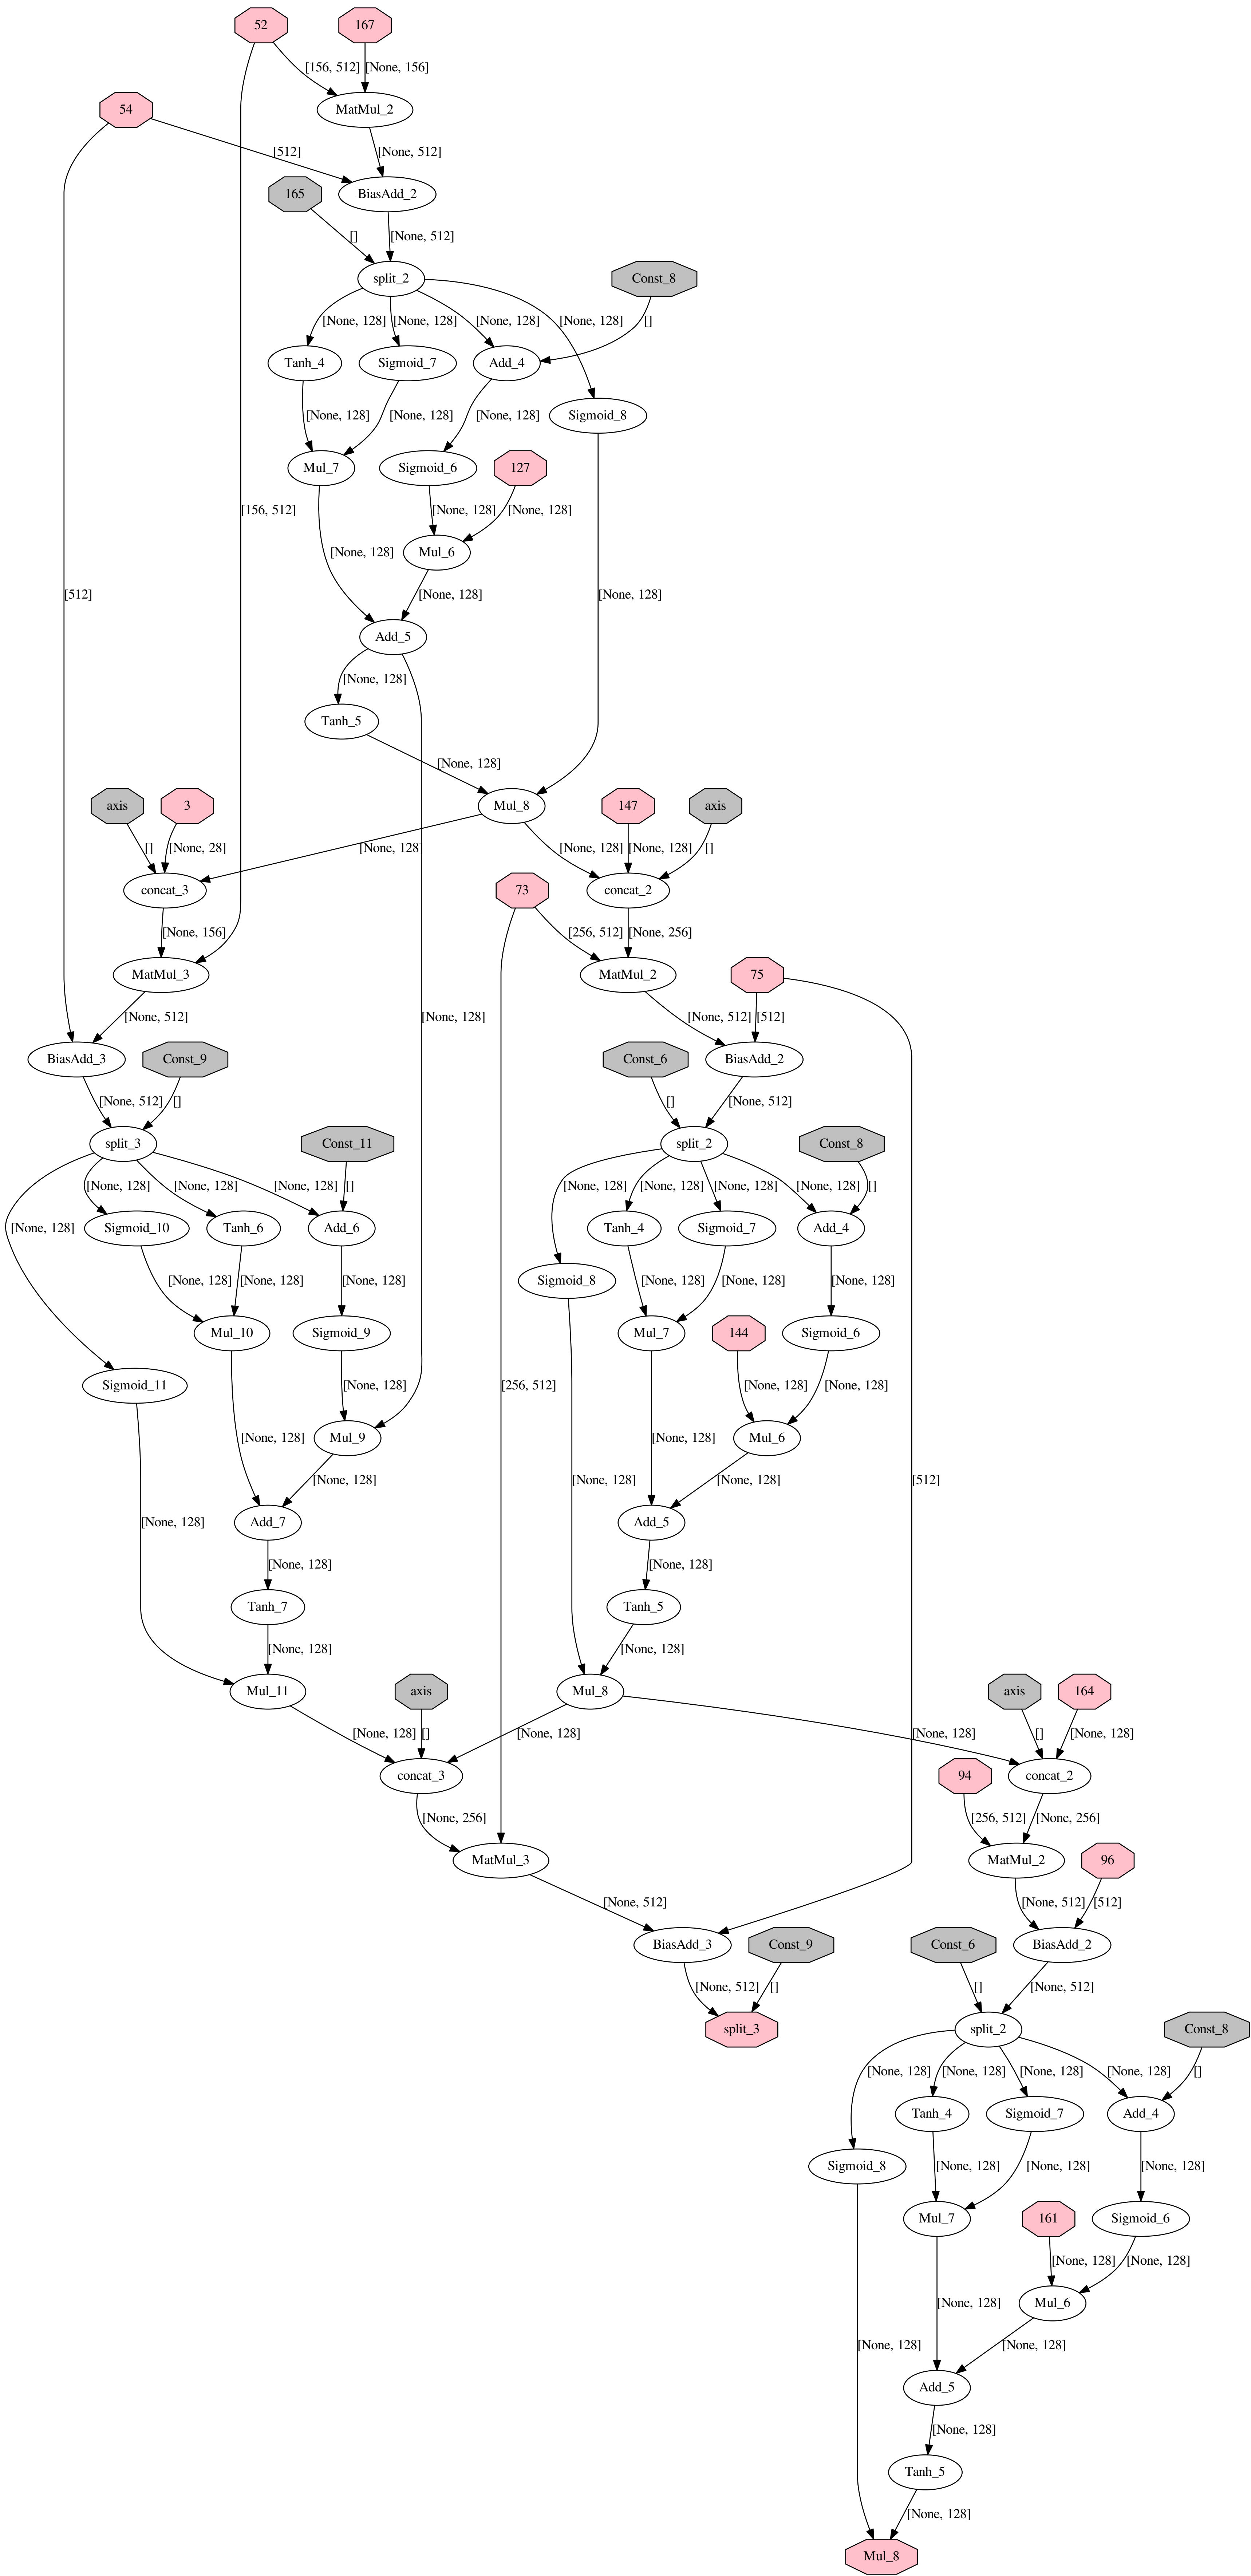 52 167
[156, 512] [None, 156]
54 MatMul_2
[512] [None, 512]
165 BiasAdd_2
[] [None, 512]
split_2 Const_8
[None, 128] [None, 128] [None, 128] [None, 128] []
Tanh_4 Sigmoid_7 Add_4
[None, 128] [None, 128] [None, 128] Sigmoid_8
Mul_7 Sigmoid_6 127
[156, 512] [None, 128] [None, 128]
[None, 128] Mul_6
[512] [None, 128] [None, 128]
Add_5
[None, 128]
Tanh_5
[None, 128]
axis 3 Mul_8 147 axis
[] [None, 28] [None, 128] [None, 128] [None, 128] []
concat_3 73 concat_2
[None, 156] [256, 512] [None, 256]
MatMul_3 MatMul_2 75
[None, 512] [None, 128] [None, 512] [512]
BiasAdd_3 Const_9 Const_6 BiasAdd_2
[None, 512] [] [] [None, 512]
split_3 Const_11 split_2 Const_8
[None, 128] [None, 128] [None, 128] [] [None, 128] [None, 128] [None, 128] [None, 128] []
[None, 128] Sigmoid_10 Tanh_6 Add_6 Tanh_4 Sigmoid_7 Add_4
[None, 128] [None, 128] [None, 128] Sigmoid_8 [None, 128] [None, 128] [None, 128]
Mul_10 Sigmoid_9 Mul_7 144 Sigmoid_6
Sigmoid_11 [None, 128] [256, 512] [None, 128] [None, 128]
Mul_9 Mul_6
[None, 128] [None, 128] [None, 128] [None, 128] [None, 128] [512]
[None, 128] Add_7 Add_5
[None, 128] [None, 128]
Tanh_7 Tanh_5
[None, 128] [None, 128]
Mul_11 axis Mul_8 axis 164
[None, 128] [] [None, 128] [None, 128] [] [None, 128]
concat_3 94 concat_2
[None, 256] [256, 512] [None, 256]
MatMul_3 MatMul_2 96
[None, 512] [None, 512] [512]
BiasAdd_3 Const_9 Const_6 BiasAdd_2
[None, 512] [] [] [None, 512]
split_3 split_2 Const_8
[None, 128] [None, 128] [None, 128] [None, 128] []
Tanh_4 Sigmoid_7 Add_4
Sigmoid_8 [None, 128] [None, 128] [None, 128]
Mul_7 161 Sigmoid_6
[None, 128] [None, 128]
[None, 128] Mul_6
[None, 128] [None, 128]
Add_5
[None, 128]
Tanh_5
[None, 128]
Mul_8